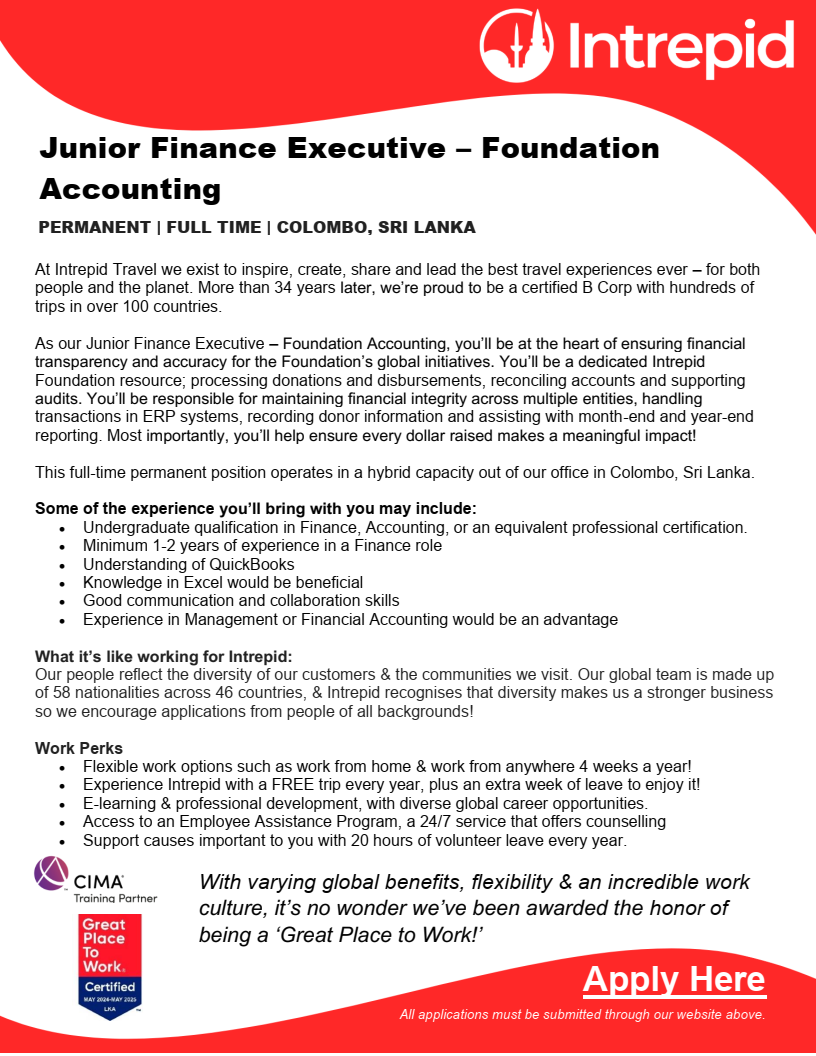 Intrepid
Junior Finance Executive – Foundation
Accounting
PERMANENT | FULL TIME | COLOMBO, SRI LANKA
At Intrepid Travel we exist to inspire, create, share and lead the best travel experiences ever – for both
people and the planet. More than 34 years later, we're proud to be a certified B Corp with hundreds of
trips in over 100 countries.
As our Junior Finance Executive – Foundation Accounting, you'll be at the heart of ensuring financial
transparency and accuracy for the Foundation's global initiatives. You'll be a dedicated Intrepid
Foundation resource; processing donations and disbursements, reconciling accounts and supporting
audits. You'll be responsible for maintaining financial integrity across multiple entities, handling
transactions in ERP systems, recording donor information and assisting with month-end and year-end
reporting. Most importantly, you'll help ensure every dollar raised makes a meaningful impact!
This full-time permanent position operates in a hybrid capacity out of our office in Colombo, Sri Lanka.
Some of the experience you'll bring with you may include:
• Undergraduate qualification in Finance, Accounting, or an equivalent professional certification.
• Minimum 1-2 years of experience in a Finance role
• Understanding of QuickBooks
• Knowledge in Excel would be beneficial
• Good communication and collaboration skills
• Experience in Management or Financial Accounting would be an advantage
What it's like working for Intrepid:
Our people reflect the diversity of our customers & the communities we visit. Our global team is made up
of 58 nationalities across 46 countries, & Intrepid recognises that diversity makes us a stronger business
so we encourage applications from people of all backgrounds!
Work Perks
• Flexible work options such as work from home & work from anywhere 4 weeks a year!
• Experience Intrepid with a FREE trip every year, plus an extra week of leave to enjoy it!
• E-learning & professional development, with diverse global career opportunities.
• Access to an Employee Assistance Program, a 24/7 service that offers counselling
• Support causes important to you with 20 hours of volunteer leave every year.
CIMA®
Training Partner
Great
Place
To
Work®
Certified
MAY 2024-MAY 2025
LKA
™
With varying global benefits, flexibility & an incredible work
culture, it's no wonder we've been awarded the honor of
being a 'Great Place to Work!'
Apply Here
All applications must be submitted through our website above.